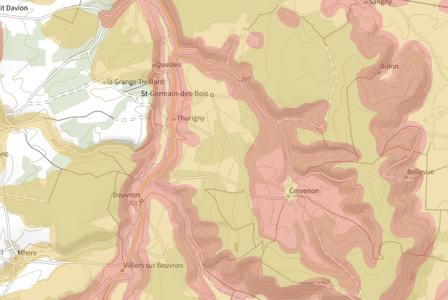 it Davion
Saligny
Quesles
Bidon
la Grange Treillard
St-Germain-des-Bois
Thurigny
Bellevue
Cervenon
Beuvron
Mhers
Villiers sur Beuvron